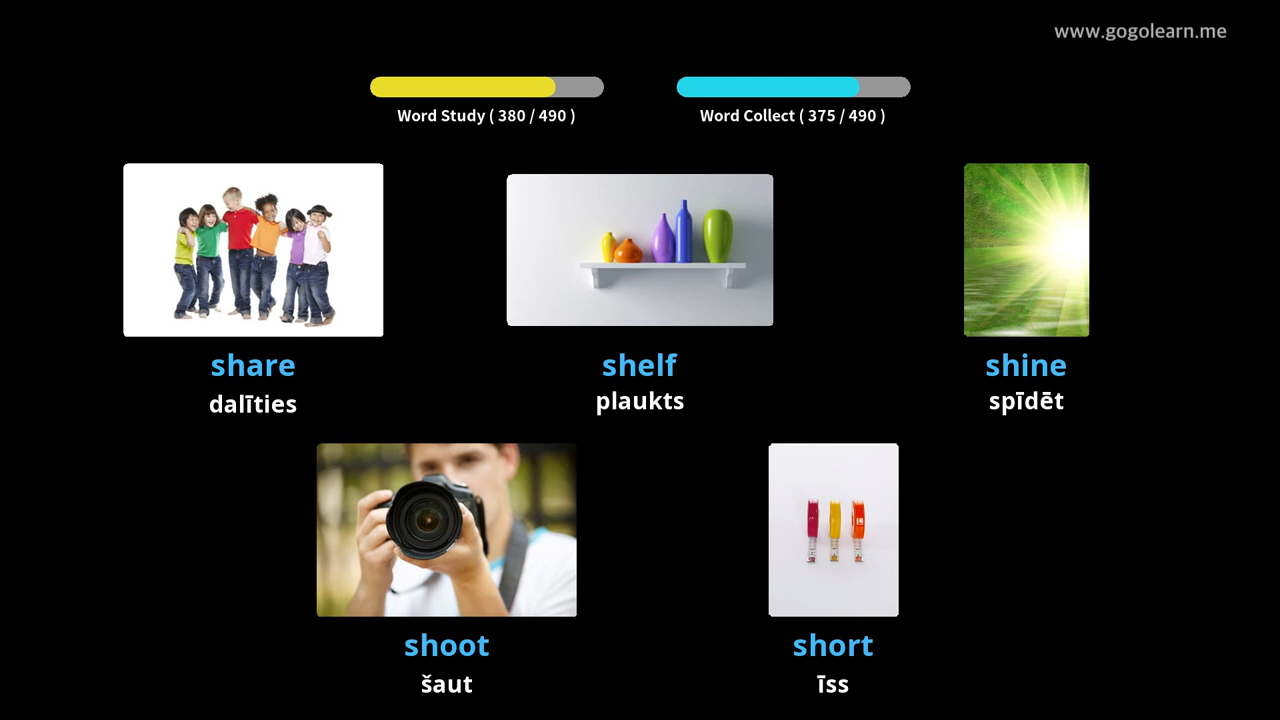 www.gogolearn.me
Word Study ( 380 / 490 )
Word Collect ( 375 / 490 )
share
dalīties
shelf
plaukts
shine
spīdēt
shoot
šaut
short
īss